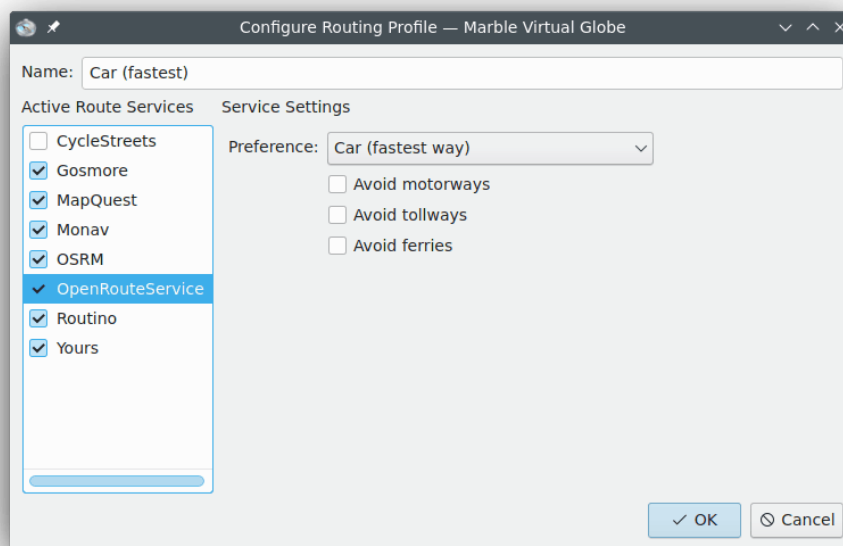 Configure Routing Profile — Marble Virtual Globe
Name: Car (fastest)
Active Route Services Service Settings
CycleStreets
Gosmore
MapQuest
Monav
OSRM
OpenRouteService
Routino
Yours
Preference: Car (fastest way)
Avoid motorways
Avoid tollways
Avoid ferries
OK Cancel